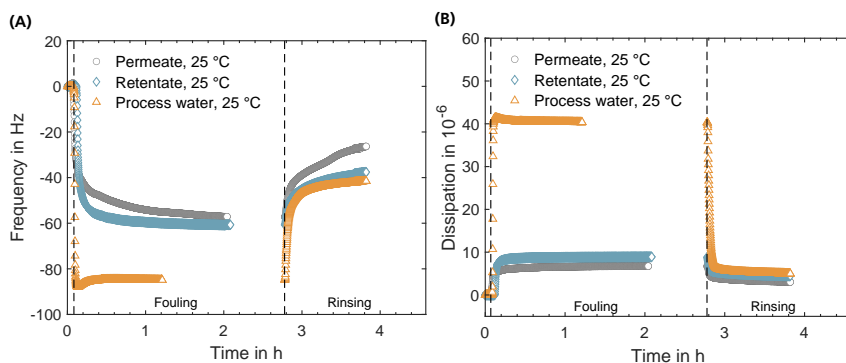 (A)
20
0
-20
-40
-60
-80
-100
Frequency in Hz
Permeate, 25 °C
Retentate, 25 °C
Process water, 25 °C
Fouling
Rinsing
0
1
2
3
4
Time in h
(B)
60
50
40
30
20
10
0
Dissipation in 10⁻⁶
Permeate, 25 °C
Retentate, 25 °C
Process water, 25 °C
Fouling
Rinsing
0
1
2
3
4
Time in h